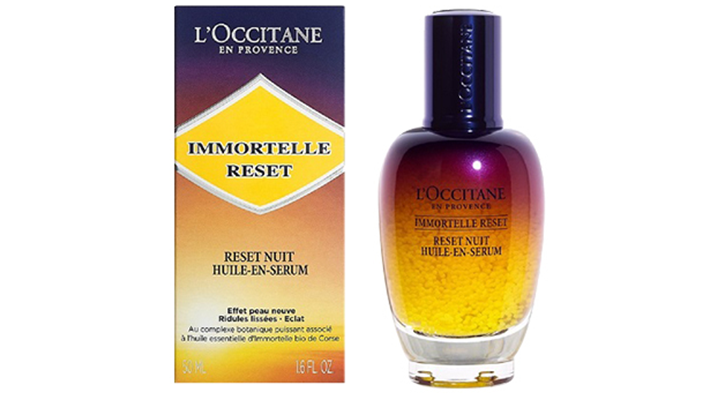 L'OCCITANE
EN PROVENCE
IMMORTELLE
RESET
RESET NUIT
HUILE-EN-SERUM
Effet peau neuve
Ridules lissées - Eclat
Au complexe botanique puissant associé
à l'huile essentielle d'Immortelle bio de Corse
50 ML 1.6 FL OZ
L'OCCITANE
L'OCCITANE
EN PROVENCE
IMMORTELLE RESET
RESET NUIT
HUILE-EN-SERUM